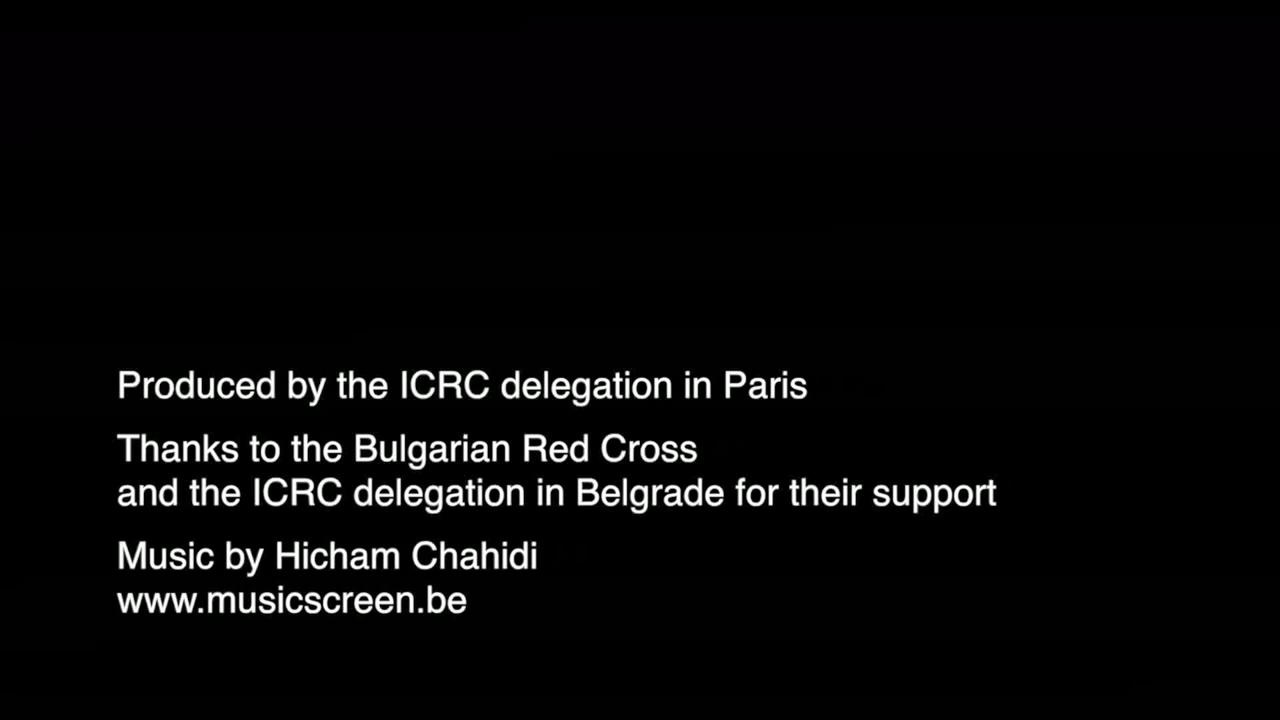 Produced by the ICRC delegation in Paris
Thanks to the Bulgarian Red Cross
and the ICRC delegation in Belgrade for their support
Music by Hicham Chahidi
www.musicscreen.be